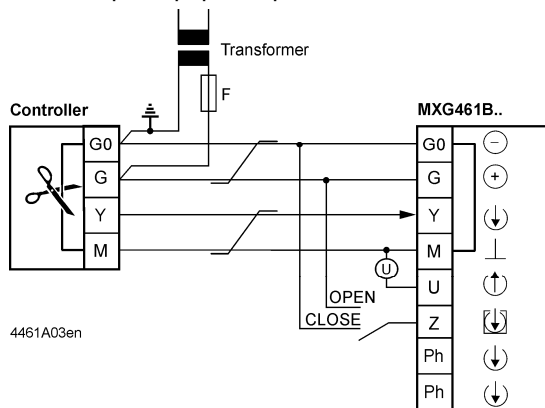 Transformer
F
Controller
MXG461B..
G0
G
Y
M
G0
G
Y
M
U
Z
Ph
Ph
U
OPEN
CLOSE
4461A03en